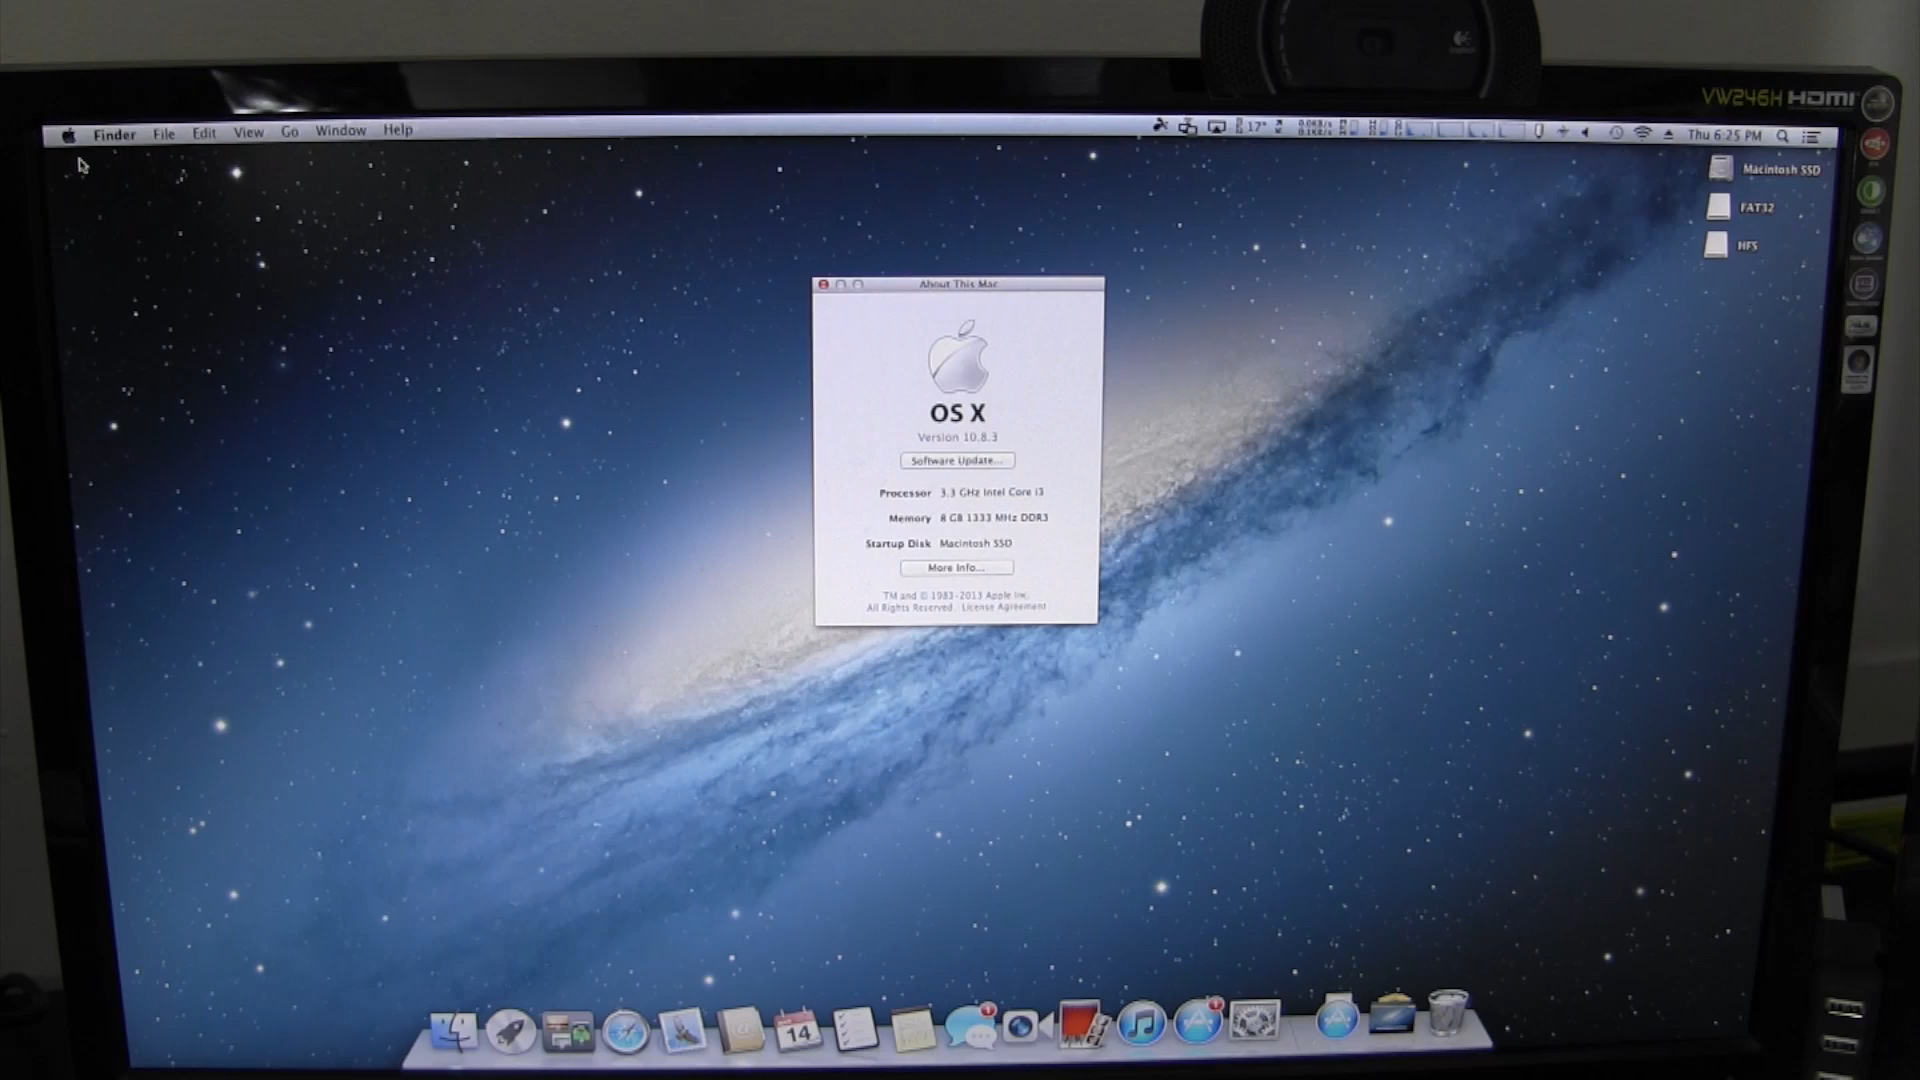 VW246H HDMI
Finder File Edit View Go Window Help
17° Thu 6:25 PM
Macintosh SSD
FAT32
HFS
About This Mac
OS X
Version 10.8.3
Software Update...
Processor 3.3 GHz Intel Core i3
Memory 8 GB 1333 MHz DDR3
Startup Disk Macintosh SSD
More Info...
TM and © 1983-2013 Apple Inc.
All Rights Reserved. License Agreement
14